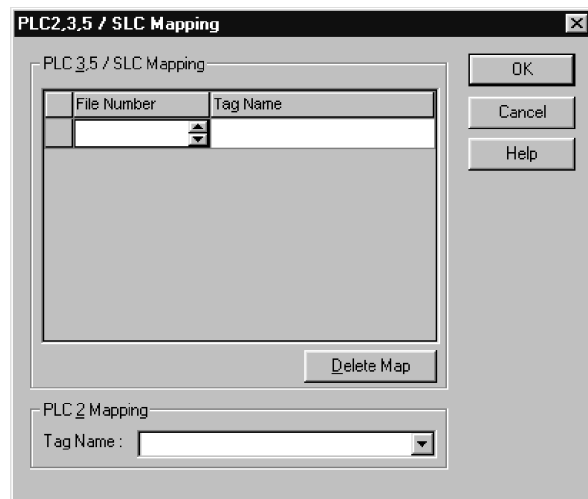 PLC2,3,5 / SLC Mapping
PLC 3,5 / SLC Mapping
OK
File Number Tag Name
Cancel
Help
Delete Map
PLC 2 Mapping
Tag Name :